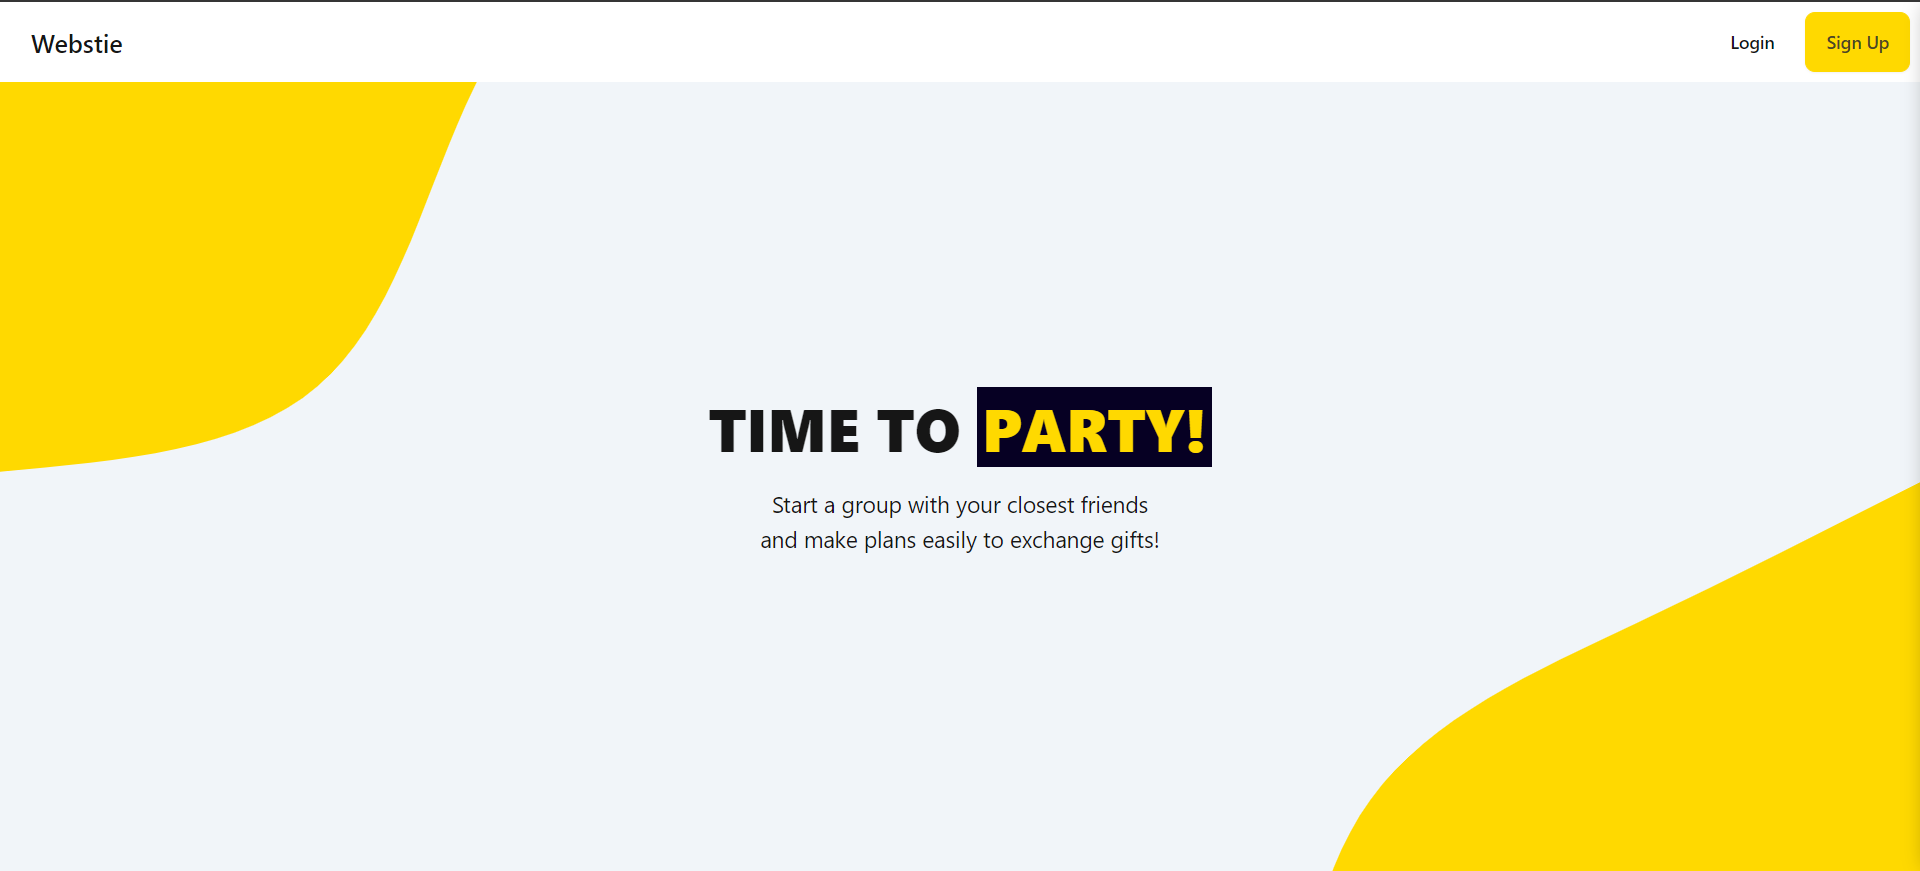 Webstie
Login
Sign Up
TIME TO PARTY!
Start a group with your closest friends
and make plans easily to exchange gifts!